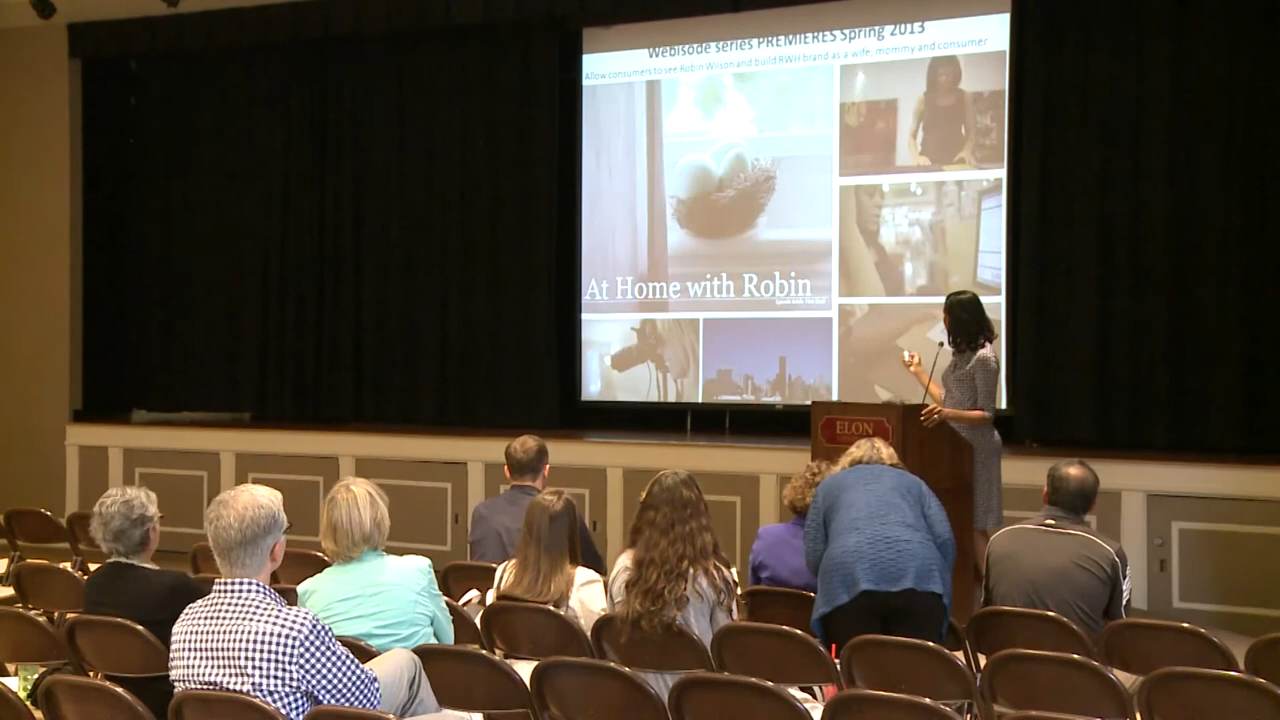 Webisode series PREMIERES Spring 2013
Allow consumers to see Robin Wilson and build RWH brand as a wife, mommy and consumer
At Home with Robin
ELON